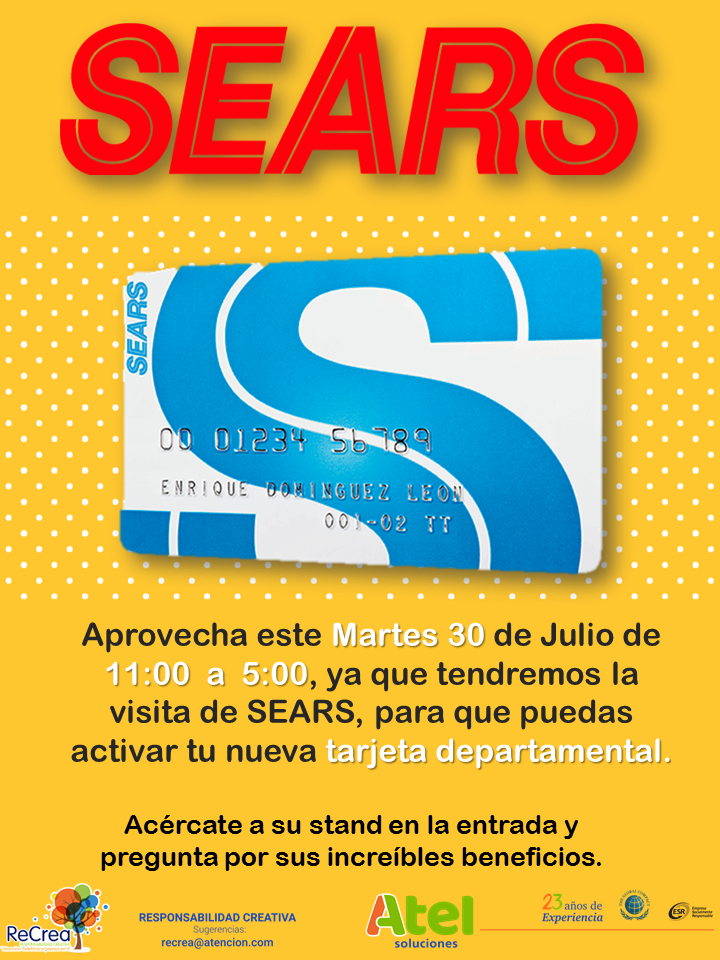 SEARS
SEARS
00 01234 56789
ENRIQUE DOMINGUEZ LEON
001-02 TT
Aprovecha este Martes 30 de Julio de
11:00 a 5:00, ya que tendremos la
visita de SEARS, para que puedas
activar tu nueva tarjeta departamental.
Acércate a su stand en la entrada y
pregunta por sus increíbles beneficios.
ReCrea
RESPONSABILIDAD CREATIVA
Sugerencias:
recrea@atencion.com
Atel
soluciones
23 años de
Experiencia
ESR
Empresa
Socialmente
Responsable